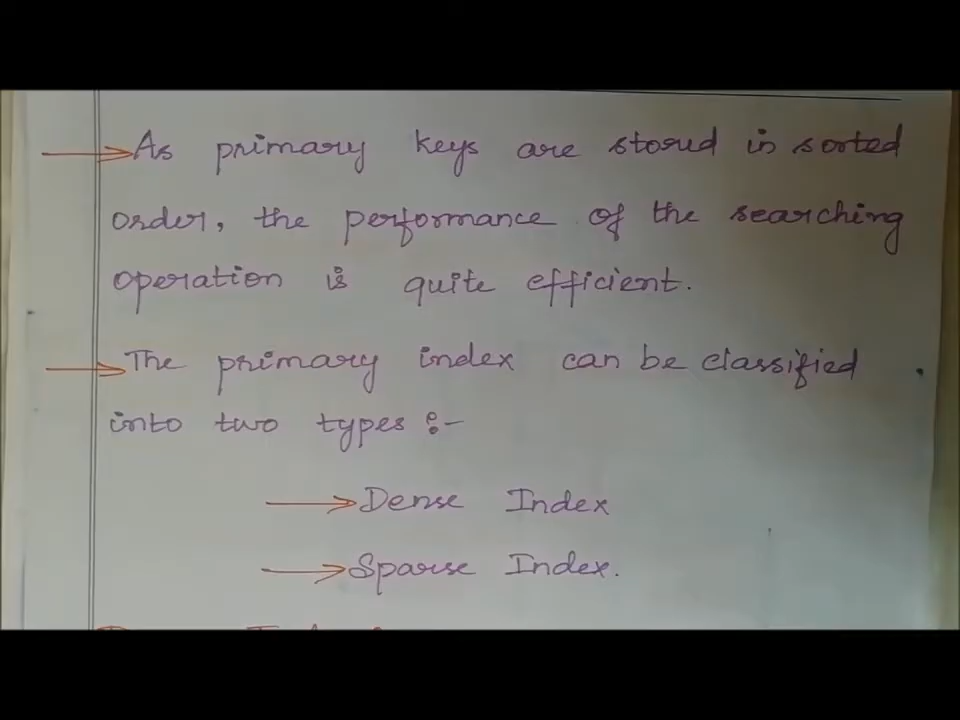 As primary keys are stored in sorted
order, the performance of the searching
operation is quite efficient.
The primary index can be classified
into two types :-
Dense Index
Sparse Index.